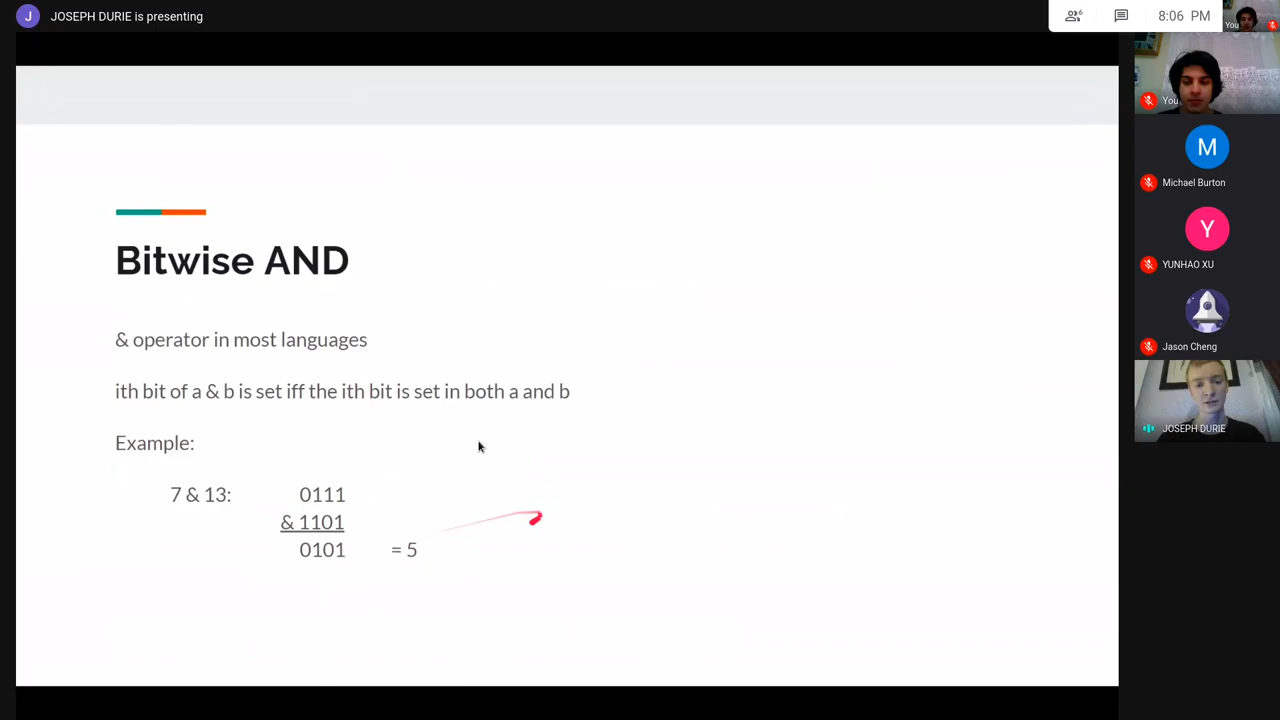 J JOSEPH DURIE is presenting
6
8:06 PM
You
You
M
Michael Burton
Y
YUNHAO XU
Jason Cheng
JOSEPH DURIE
Bitwise AND
& operator in most languages
ith bit of a & b is set iff the ith bit is set in both a and b
Example:
7 & 13: 0111
& 1101
0101 = 5